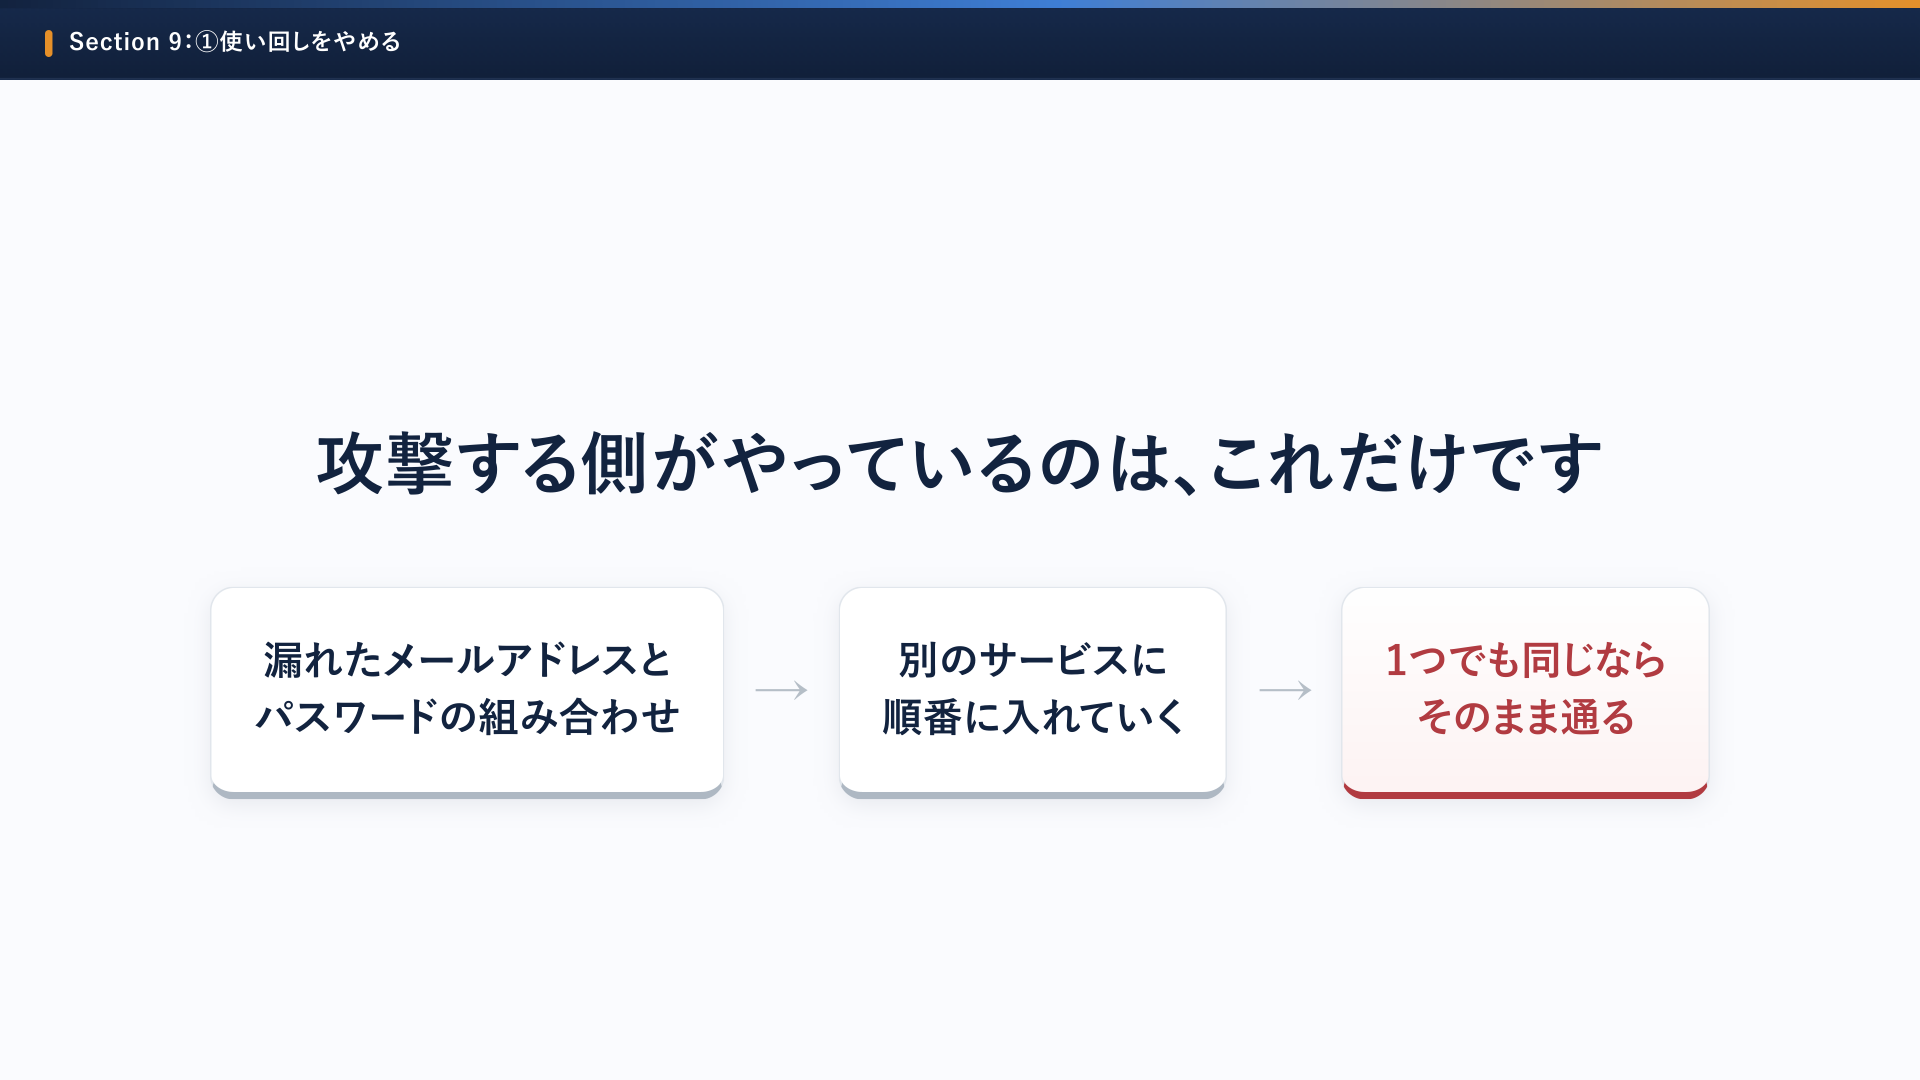 Section 9：①使い回しをやめる
攻撃する側がやっているのは、これだけです
漏れたメールアドレスと
パスワードの組み合わせ
→
別のサービスに
順番に入れていく
→
1つでも同じなら
そのまま通る